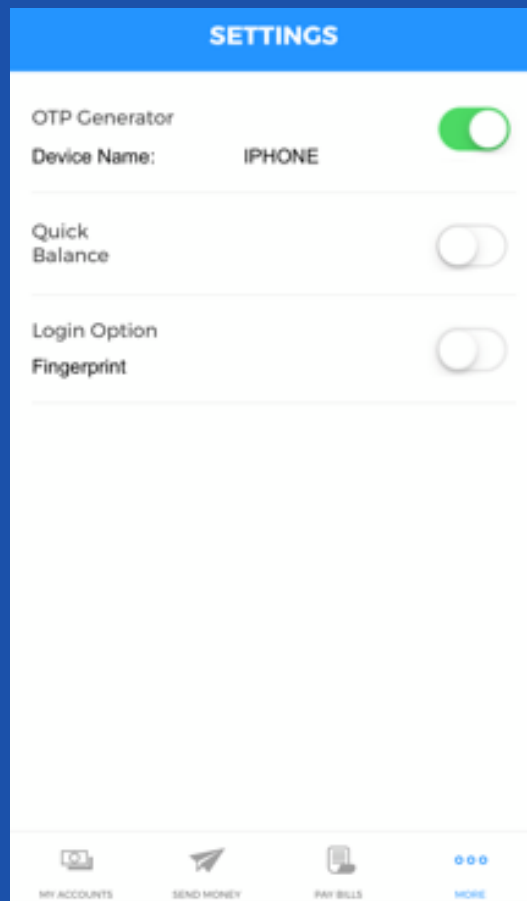 SETTINGS
OTP Generator
Device Name: IPHONE
Quick
Balance
Login Option
Fingerprint
MY ACCOUNTS SEND MONEY PAY BILLS MORE